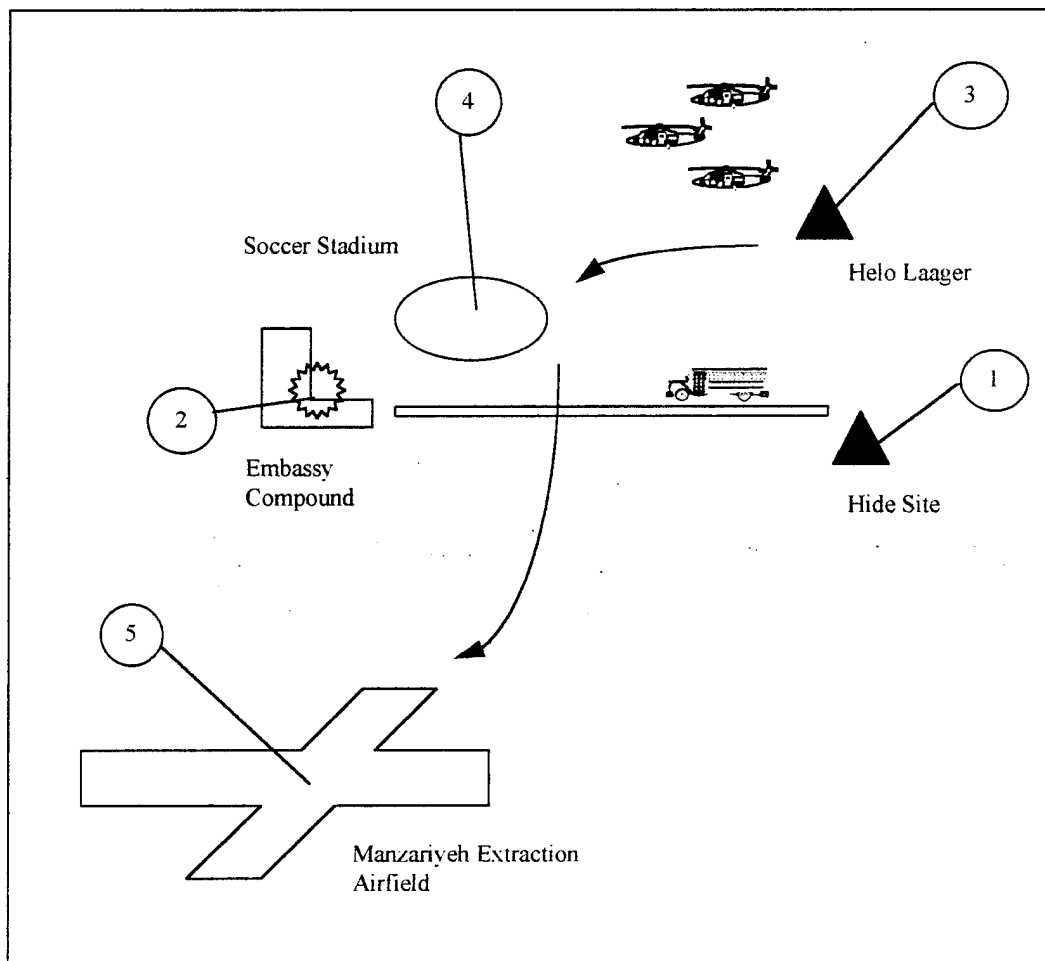 4
3
Soccer Stadium
Helo Laager
1
2
Embassy
Compound
Hide Site
5
Manzariyeh Extraction
Airfield